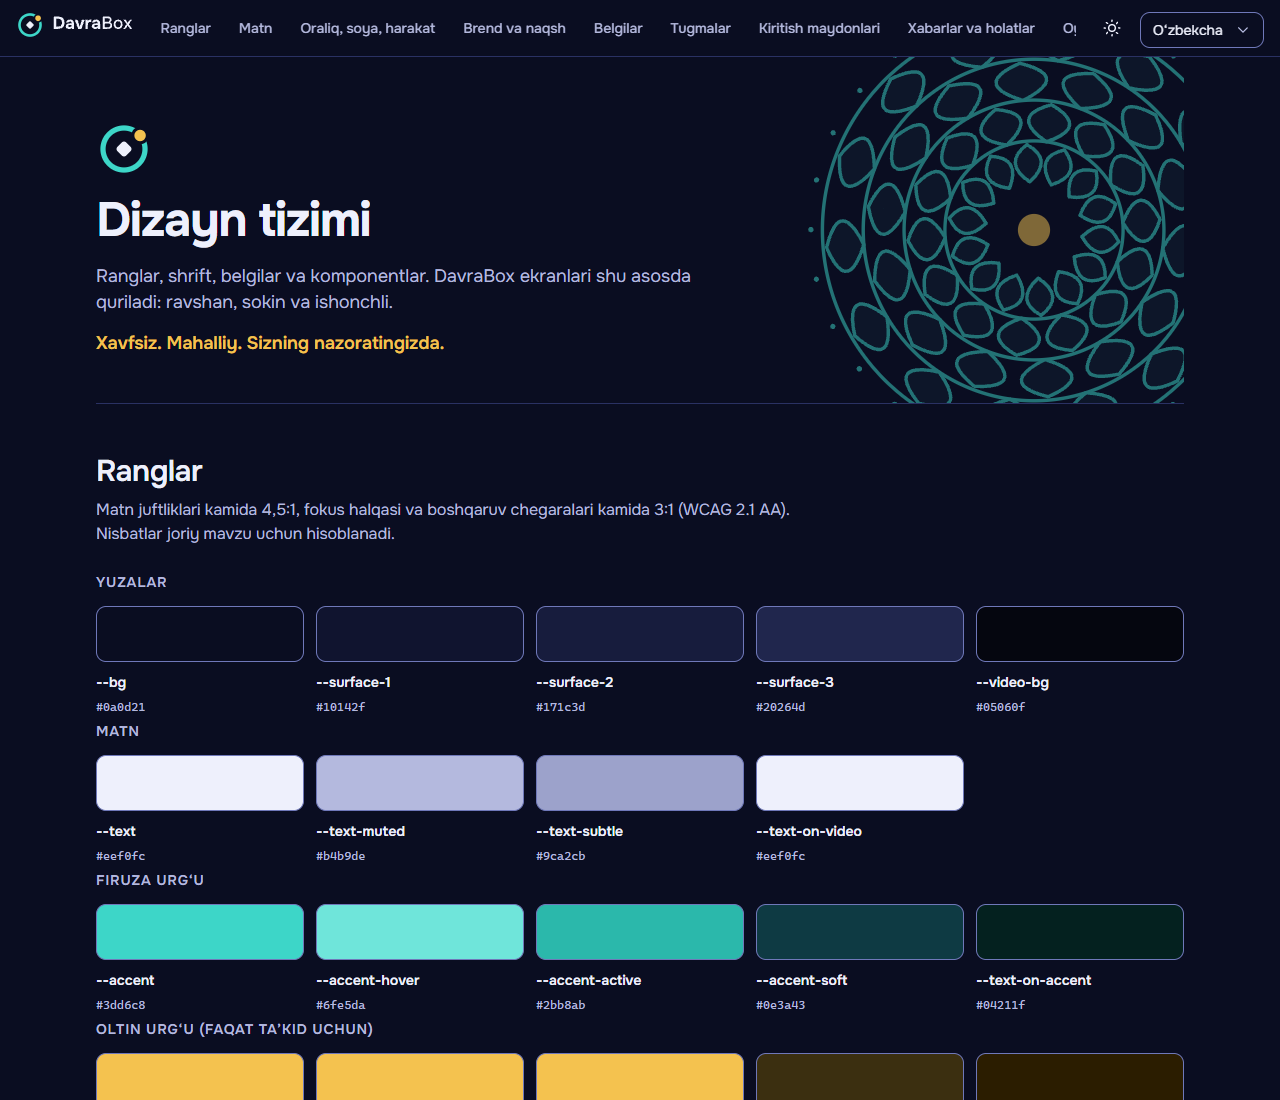 DavraBox
Ranglar
Matn
Oraliq, soya, harakat
Brend va naqsh
Belgilar
Tugmalar
Kiritish maydonlari
Xabarlar va holatlar
Oʻzbekcha
Dizayn tizimi
Ranglar, shrift, belgilar va komponentlar. DavraBox ekranlari shu asosda
quriladi: ravshan, sokin va ishonchli.
Xavfsiz. Mahalliy. Sizning nazoratingizda.
Ranglar
Matn juftliklari kamida 4,5:1, fokus halqasi va boshqaruv chegaralari kamida 3:1 (WCAG 2.1 AA).
Nisbatlar joriy mavzu uchun hisoblanadi.
YUZALAR
--bg
--surface-1
--surface-2
--surface-3
--video-bg
#0a0d21
#10142f
#171c3d
#20264d
#05060f
MATN
--text
--text-muted
--text-subtle
--text-on-video
#eef0fc
#b4b9de
#9ca2cb
#eef0fc
FIRUZA URGʻU
--accent
--accent-hover
--accent-active
--accent-soft
--text-on-accent
#3dd6c8
#6fe5da
#2bb8ab
#0e3a43
#04211f
OLTIN URGʻU (FAQAT TAʼKID UCHUN)